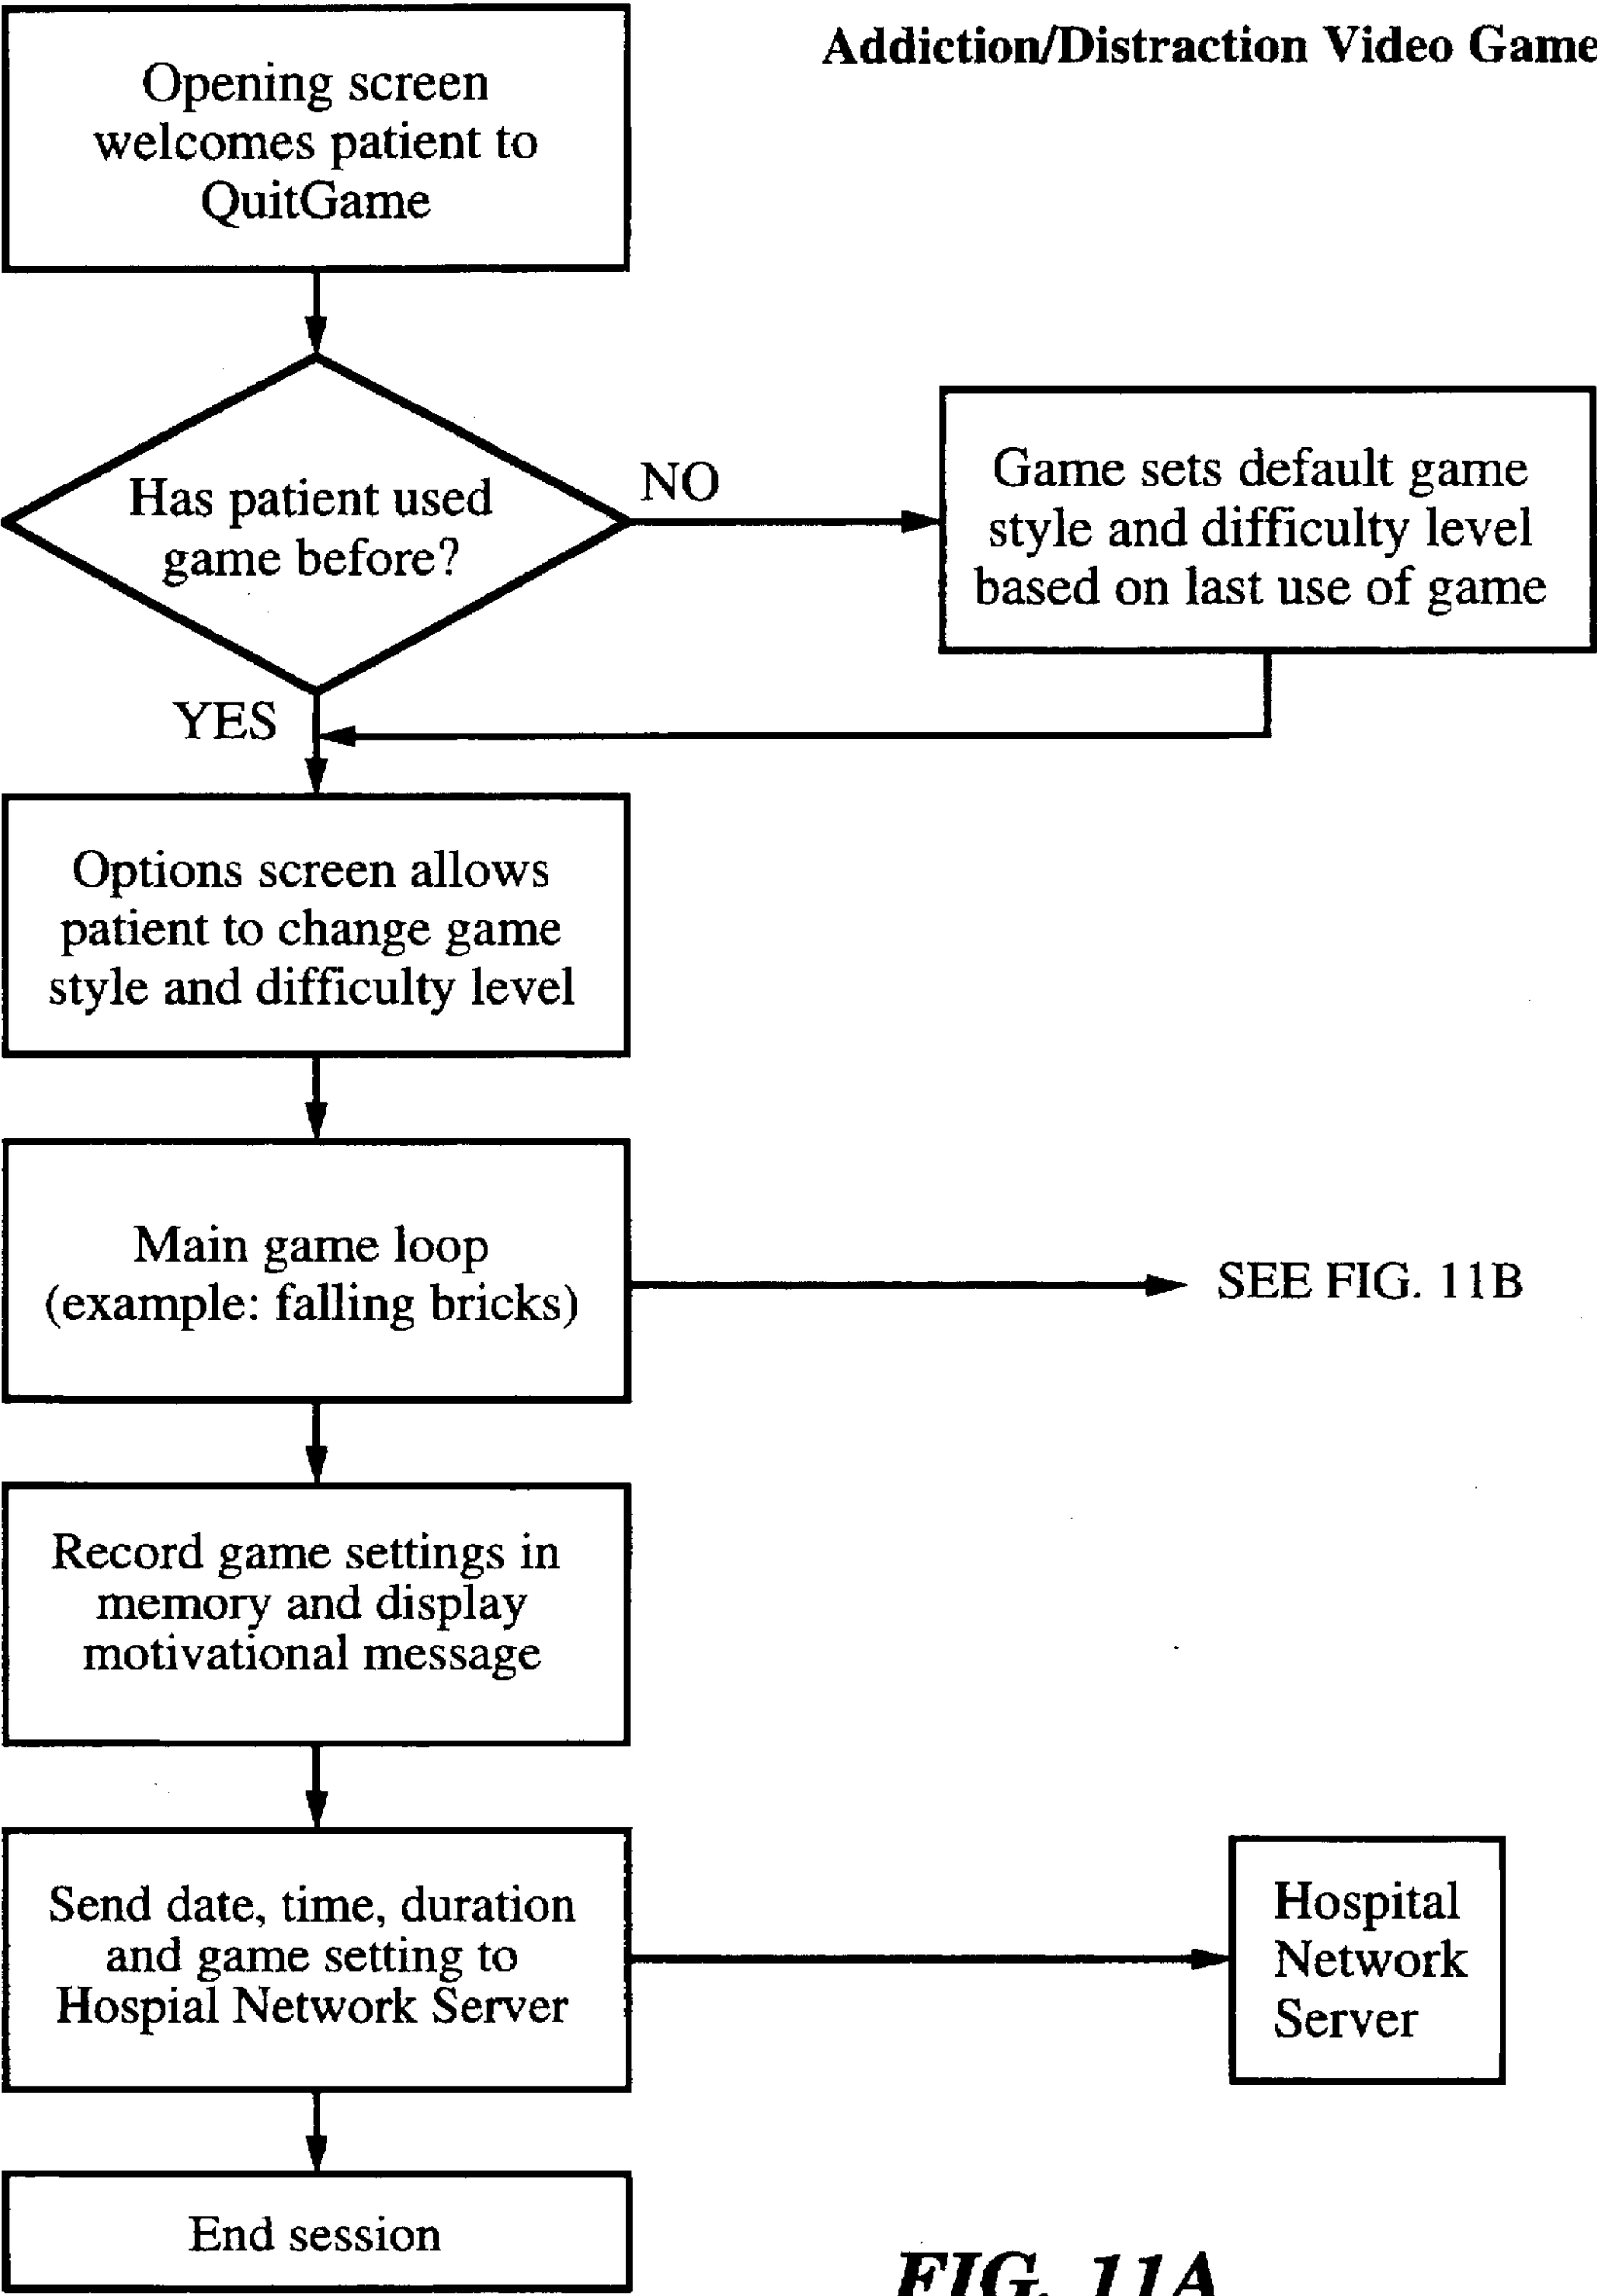 Addiction/Distraction Video Game
Opening screen
welcomes patient to
QuitGame
Has patient used
game before?
NO
Game sets default game
style and difficulty level
based on last use of game
YES
Options screen allows
patient to change game
style and difficulty level
Main game loop
(example: falling bricks)
SEE FIG. 11B
Record game settings in
memory and display
motivational message
Send date, time, duration
and game setting to
Hospial Network Server
Hospital
Network
Server
End session
FIG. 11A